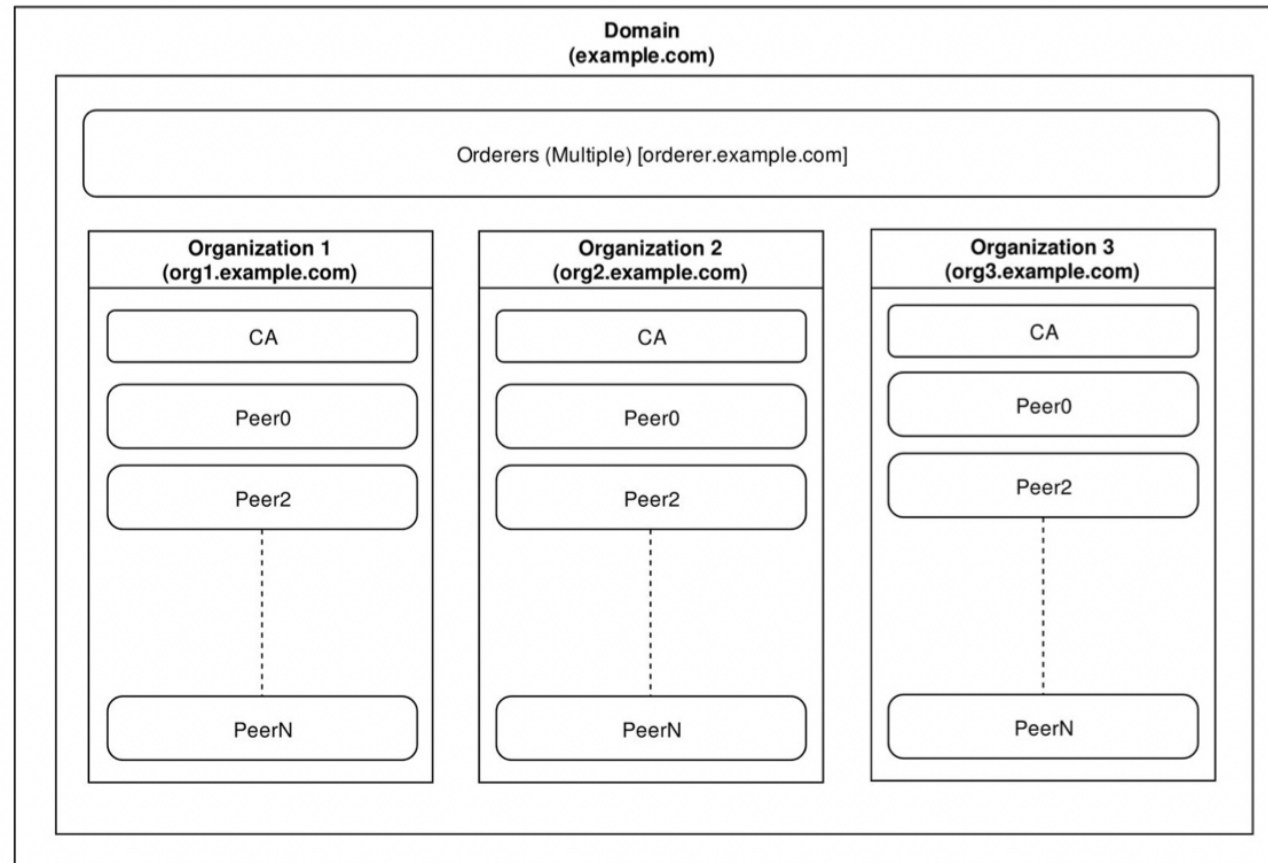 Domain
(example.com)
Orderers (Multiple) [orderer.example.com]
Organization 1
(org1.example.com)
CA
Peer0
Peer2
PeerN
Organization 2
(org2.example.com)
CA
Peer0
Peer2
PeerN
Organization 3
(org3.example.com)
CA
Peer0
Peer2
PeerN